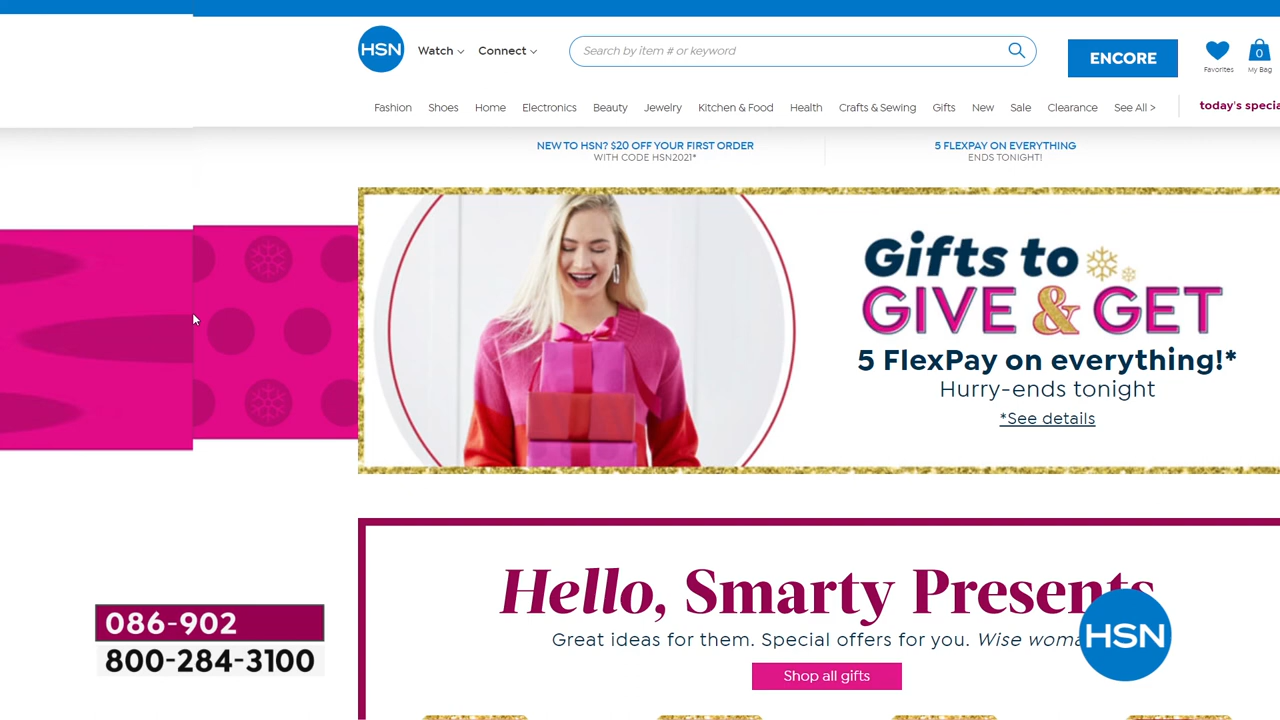 HSN
Watch
Connect
Search by item # or keyword
ENCORE
Favorites
0
My Bag
Fashion
Shoes
Home
Electronics
Beauty
Jewelry
Kitchen & Food
Health
Crafts & Sewing
Gifts
New
Sale
Clearance
See All >
today's
NEW TO HSN? $20 OFF YOUR FIRST ORDER
WITH CODE HSN2021*
5 FLEXPAY ON EVERYTHING
ENDS TONIGHT!
Gifts to
GIVE & GET
5 FlexPay on everything!*
Hurry-ends tonight
*See details
Hello, Smarty Presents
Great ideas for them. Special offers for you. Wise
HSN
Shop all gifts
086-902
800-284-3100